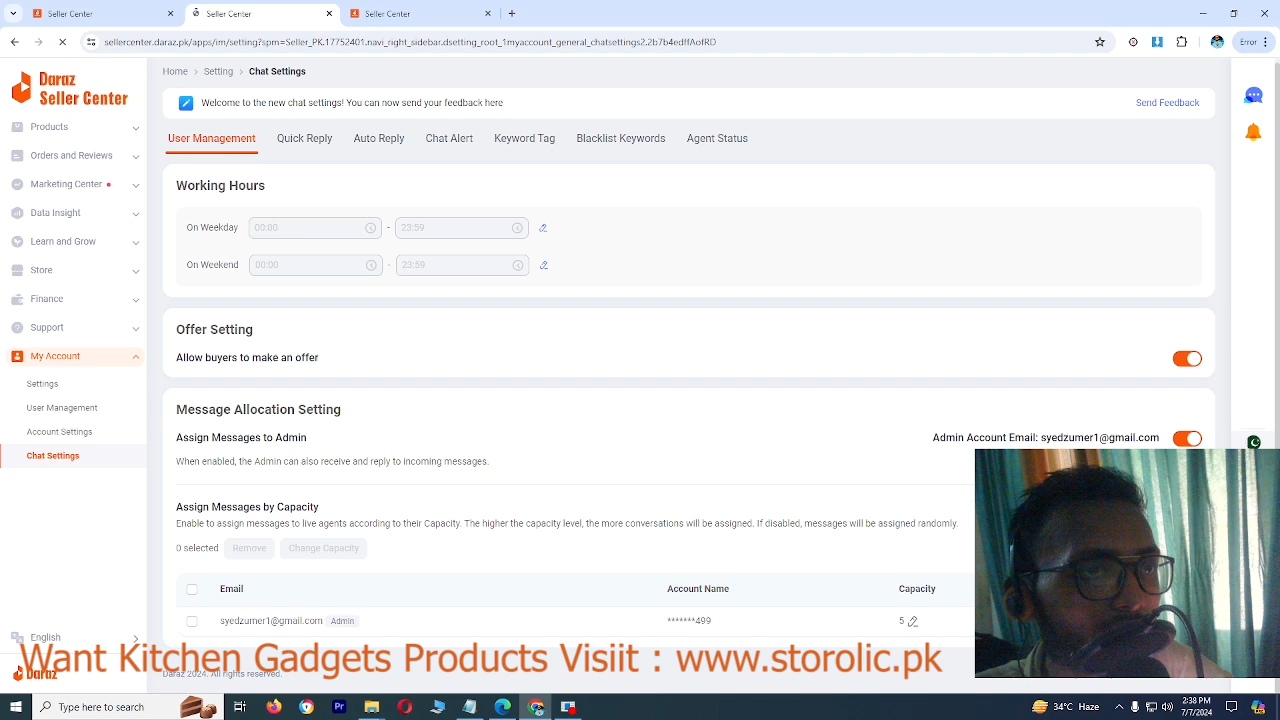 Seller Center
Seller Center
Seller Center
sellercenter.daraz.pk/apps/im/setting?spm=Seller_PK.17752401.navi_right_sidebar.dsetting_root_1myaccount_general_chatsettings2.2b7b4edffAofRD
Error
Daraz
Seller Center
Products
Orders and Reviews
Marketing Center
Data Insight
Learn and Grow
Store
Finance
Support
My Account
Settings
User Management
Account Settings
Chat Settings
English
Home > Setting > Chat Settings
Welcome to the new chat settings! You can now send your feedback here
Send Feedback
User Management
Quick Reply
Auto Reply
Chat Alert
Keyword Tag
Blacklist Keywords
Agent Status
Working Hours
On Weekday 00:00 - 23:59
On Weekend 00:00 - 23:59
Offer Setting
Allow buyers to make an offer
Message Allocation Setting
Assign Messages to Admin
Admin Account Email: syedzumer1@gmail.com
When enabled, the Admin can also receive and reply to incoming messages.
Assign Messages by Capacity
Enable to assign messages to live agents according to their Capacity. The higher the capacity level, the more conversations will be assigned. If disabled, messages will be assigned randomly.
0 selected Remove Change Capacity
Email Account Name Capacity
syedzumer1@gmail.com Admin *******499 5
Want Kitchen Gadgets Products Visiit : www.storolic.pk
Daraz
Daraz 2024. All rights reserved.
Type here to search
34°C Haze
2:38 PM
7/7/2024